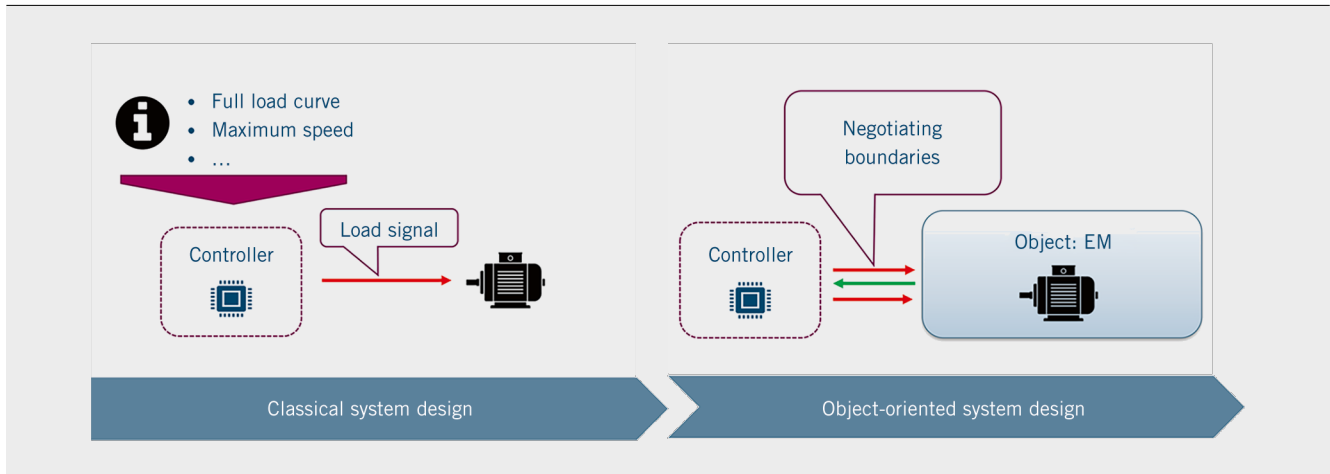 • Full load curve
• Maximum speed
• ...
Load signal
Controller
Classical system design
Negotiating
boundaries
Controller
Object: EM
Object-oriented system design